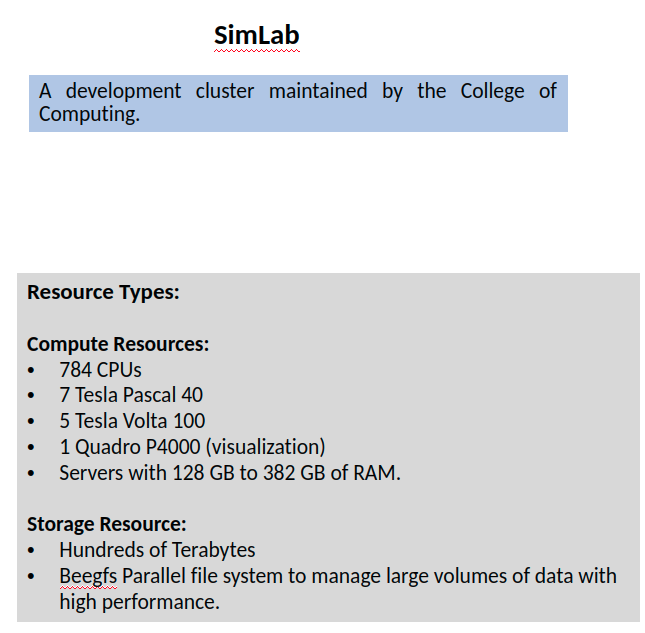 SimLab
A development cluster maintained by the College of
Computing.
Resource Types:
Compute Resources:
• 784 CPUs
• 7 Tesla Pascal 40
• 5 Tesla Volta 100
• 1 Quadro P4000 (visualization)
• Servers with 128 GB to 382 GB of RAM.
Storage Resource:
• Hundreds of Terabytes
• Beegfs Parallel file system to manage large volumes of data with
high performance.